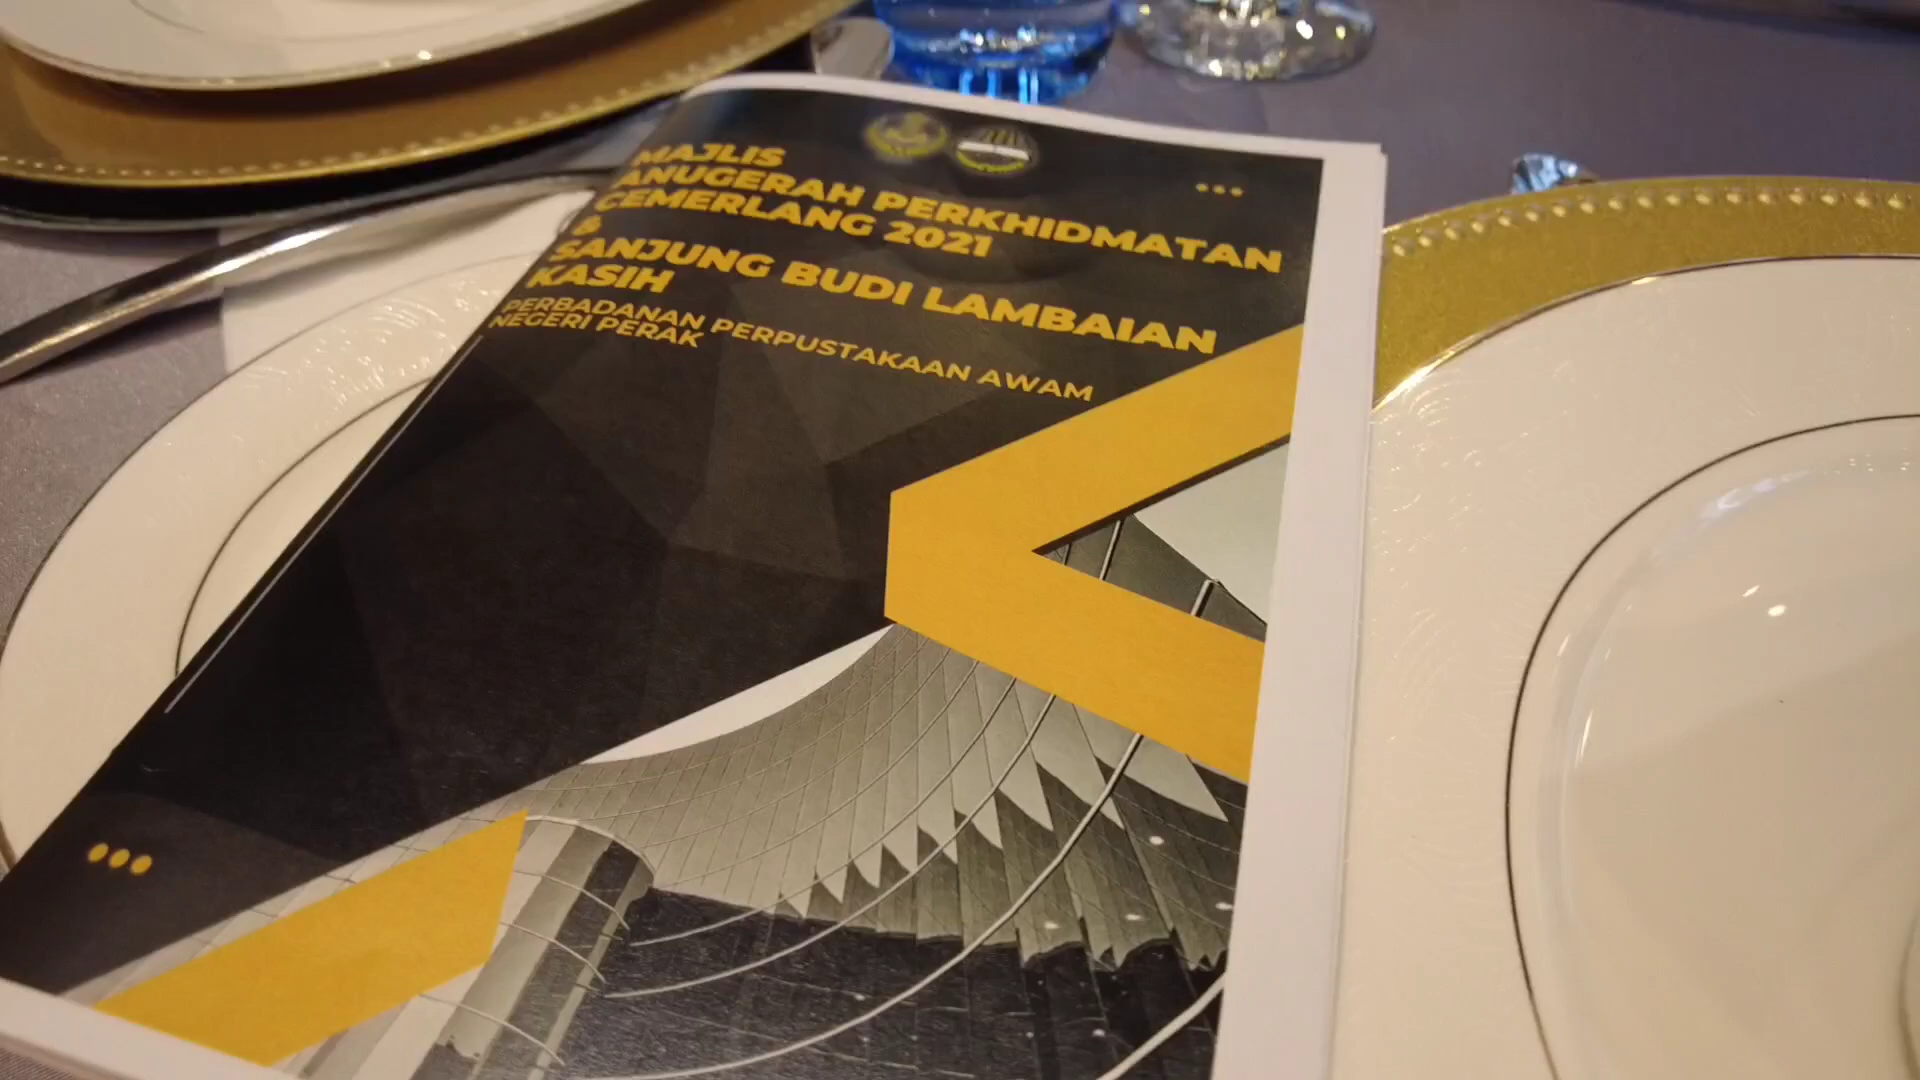 MAJLIS
ANUGERAH PERKHIDMATAN
CEMERLANG 2021
&
SANJUNG BUDI LAMBAIAN
KASIH
PERBADANAN PERPUSTAKAAN AWAM
NEGERI PERAK